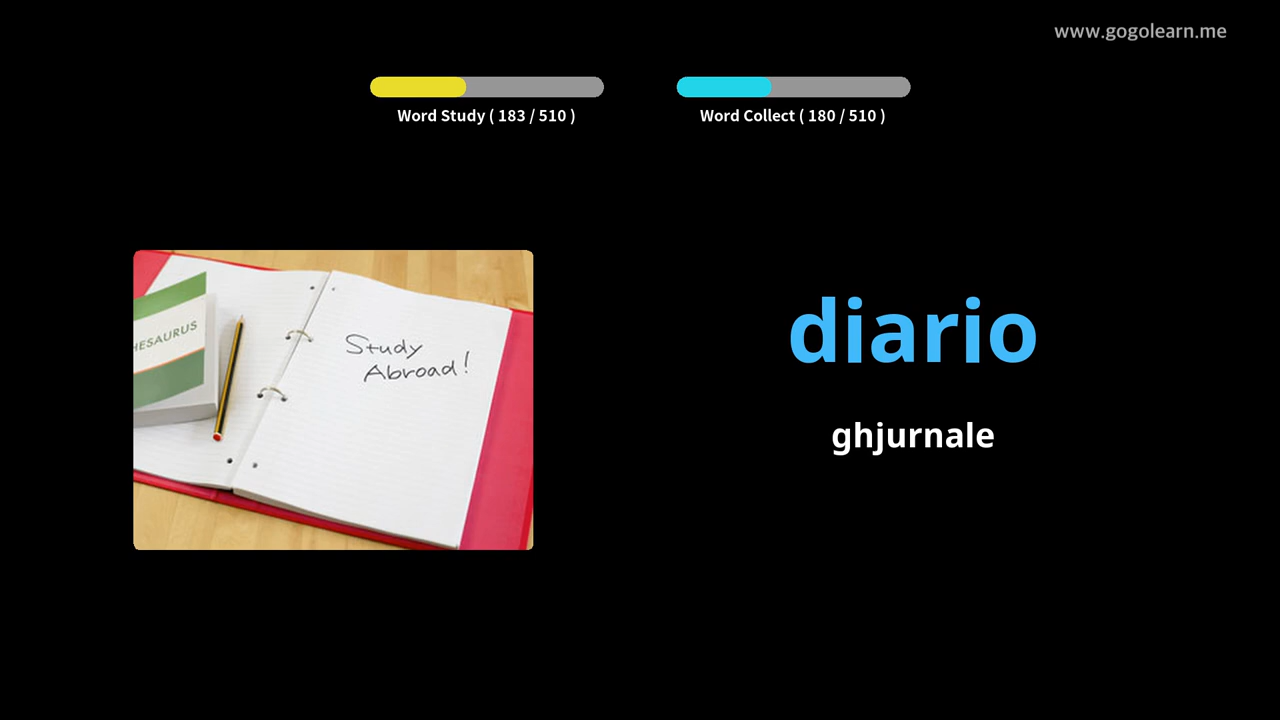 www.gogolearn.me
Word Study ( 183 / 510 )
Word Collect ( 180 / 510 )
HESAURUS
Study
Abroad!
diario
ghjurnale